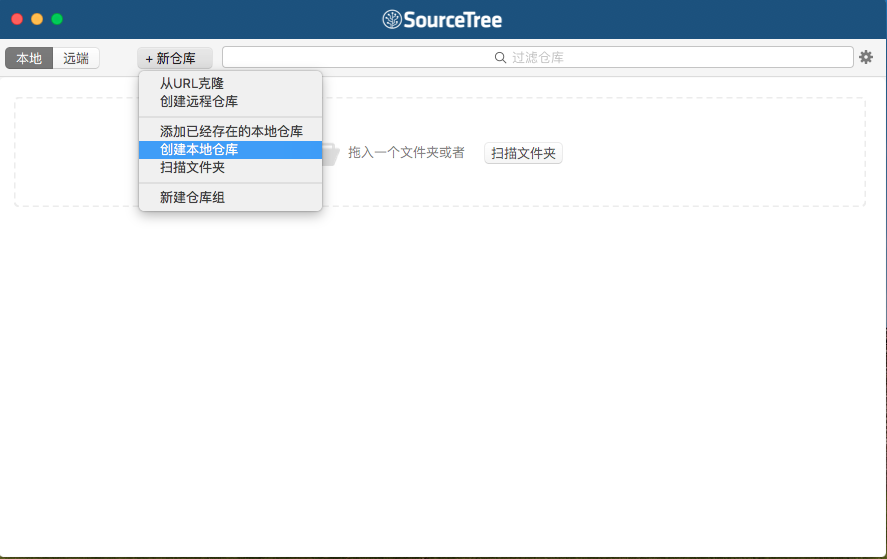 SourceTree
本地 远端 + 新仓库 过滤仓库
从URL克隆
创建远程仓库
添加已经存在的本地仓库
创建本地仓库
扫描文件夹
新建仓库组
拖入一个文件夹或者 扫描文件夹